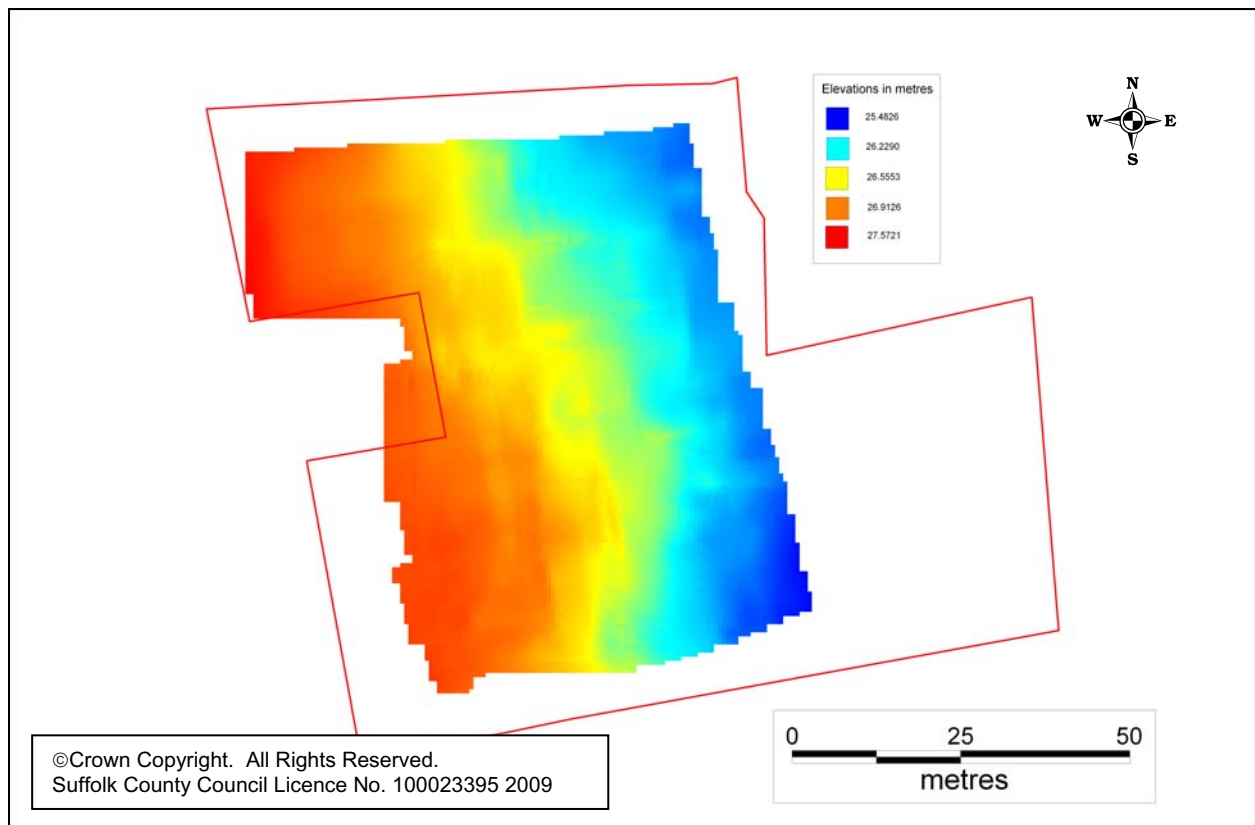 Elevations in metres
25.4826
26.2290
26.5553
26.9126
27.5721
N
W E
S
0 25 50
metres
©Crown Copyright. All Rights Reserved.
Suffolk County Council Licence No. 100023395 2009